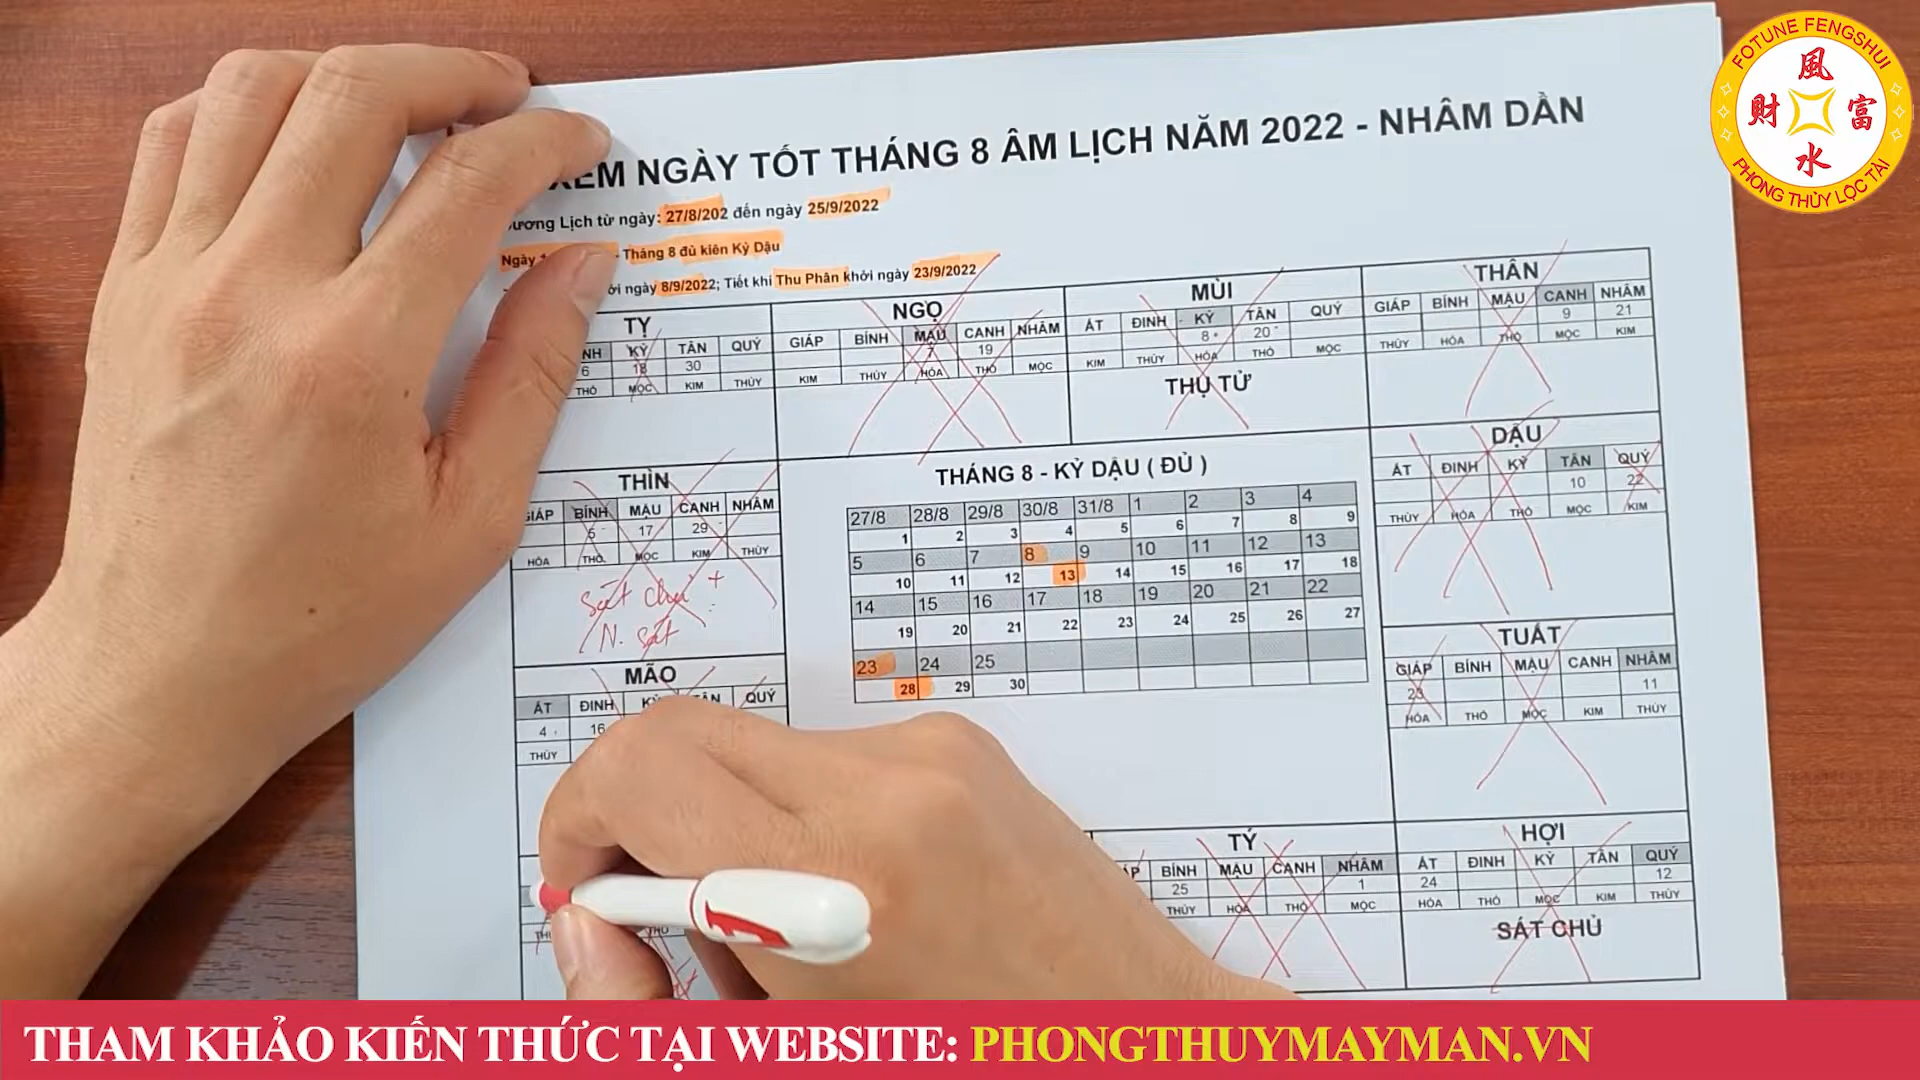 XEM NGÀY TỐT THÁNG 8 ÂM LỊCH NĂM 2022 - NHÂM DẦN
FOTUNE FENGSHUI
風
財 富
水
PHONG THỦY LỘC TÀI
ương Lịch từ ngày: 27/8/202 đến ngày 25/9/2022
Ngày - Tháng 8 đủ kiên Kỷ Dậu
ngày 8/9/2022; Tiết khi Thu Phân khởi ngày 23/9/2022
TỴ
NH KỶ TÂN QUÝ
6 18 30
THỔ MỘC KIM THỦY
NGỌ
GIÁP BÍNH MẬU CANH NHÂM
7 19
KIM THỦY HỎA THỔ MỘC
MÙI
ÁT ĐINH KỶ TÂN QUÝ
8 20
KIM THỦY HỎA THỔ MỘC
THỤ TỬ
THÂN
GIÁP BÍNH MẬU CANH NHÂM
9 21
THỦY HỎA THỔ MỘC KIM
THÌN
GIÁP BÍNH MẬU CANH NHÂM
5 17 29
HỎA THỔ MỘC KIM THỦY
Sát chủ +
N. sát
THÁNG 8 - KỶ DẬU ( ĐỦ )
27/8 28/8 29/8 30/8 31/8 1 2 3 4
1 2 3 4 5 6 7 8 9
5 6 7 8 9 10 11 12 13
10 11 12 13 14 15 16 17 18
14 15 16 17 18 19 20 21 22
19 20 21 22 23 24 25 26 27
23 24 25
28 29 30
DẬU
ÁT ĐINH KỶ TÂN QUÝ
10 22
THỦY HỎA THỔ MỘC KIM
MÃO
ÁT ĐINH KỶ TÂN QUÝ
4 16
THỦY
TUẤT
GIÁP BÍNH MẬU CANH NHÂM
23 11
HỎA THỔ MỘC KIM THỦY
TÝ
ÁP BÍNH MẬU CANH NHÂM
25 1
THỦY HỎA THỔ MỘC
HỢI
ÁT ĐINH KỶ TÂN QUÝ
24 12
HỎA THỔ MỘC KIM THỦY
SÁT CHỦ
THAM KHẢO KIẾN THỨC TẠI WEBSITE: PHONGTHUYMAYMAN.VN